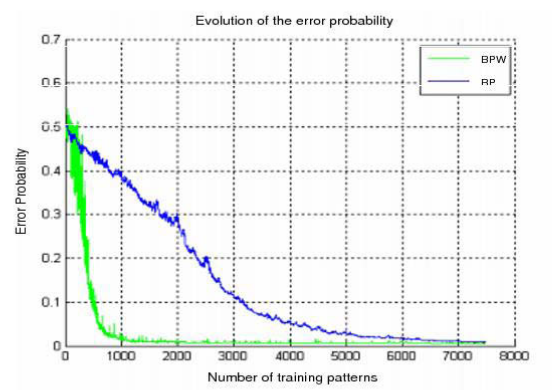 Evolution of the error probability
0.7
0.6
0.5
0.4
0.3
0.2
0.1
0
Error Probability
BPW
RP
0 1000 2000 3000 4000 5000 6000 7000 8000
Number of training patterns